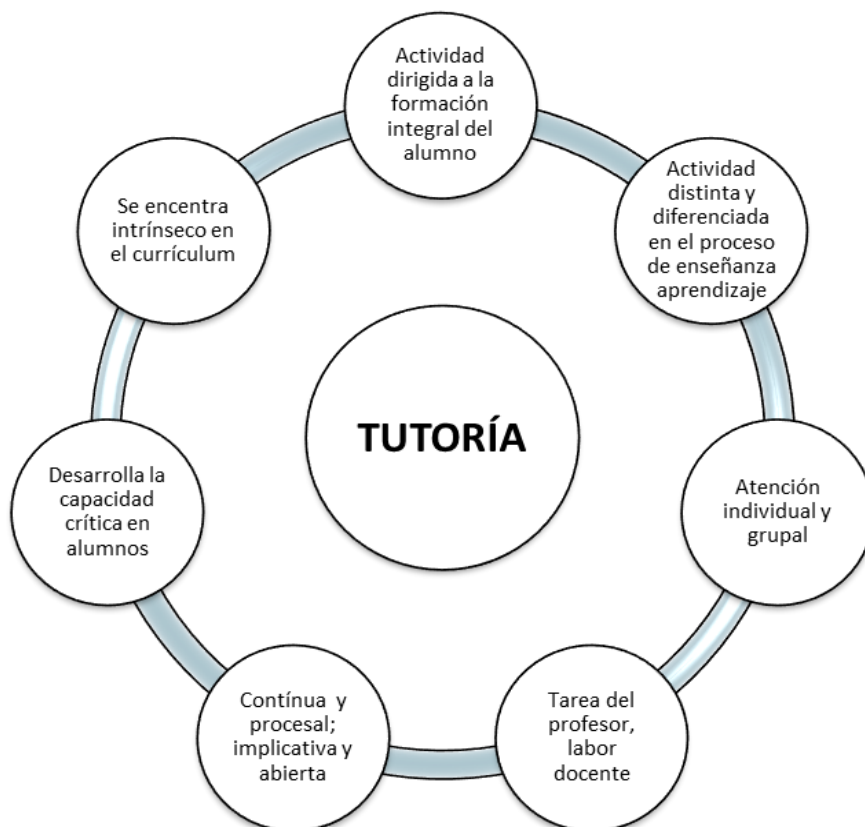 Actividad
dirigida a la
formación
integral del
alumno
Actividad
distinta y
diferenciada
en el proceso
de enseñanza
aprendizaje
Atención
individual y
grupal
Tarea del
profesor,
labor
docente
Contínua y
procesal;
implicativa y
abierta
Desarrolla la
capacidad
crítica en
alumnos
Se encentra
intrínseco en
el currículum
TUTORÍA